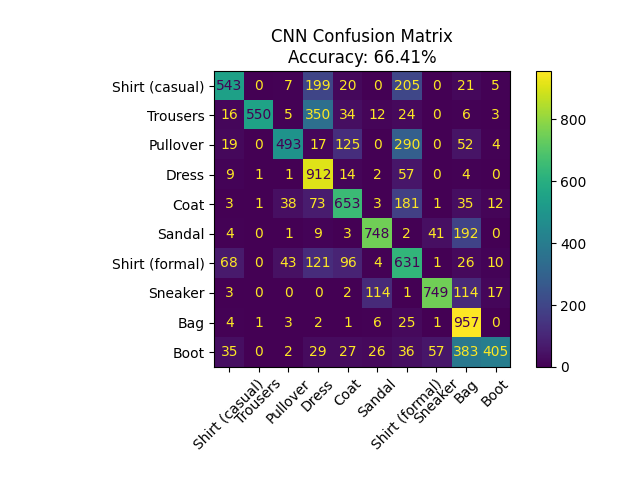 CNN Confusion Matrix
Accuracy: 66.41%
Shirt (casual) 543 0 7 199 20 0 205 0 21 5
Trousers 16 550 5 350 34 12 24 0 6 3
Pullover 19 0 493 17 125 0 290 0 52 4
Dress 9 1 1 912 14 2 57 0 4 0
Coat 3 1 38 73 653 3 181 1 35 12
Sandal 4 0 1 9 3 748 2 41 192 0
Shirt (formal) 68 0 43 121 96 4 631 1 26 10
Sneaker 3 0 0 0 2 114 1 749 114 17
Bag 4 1 3 2 1 6 25 1 957 0
Boot 35 0 2 29 27 26 36 57 383 405
Shirt (casual) Trousers Pullover Dress Coat Sandal Shirt (formal) Sneaker Bag Boot
800
600
400
200
0